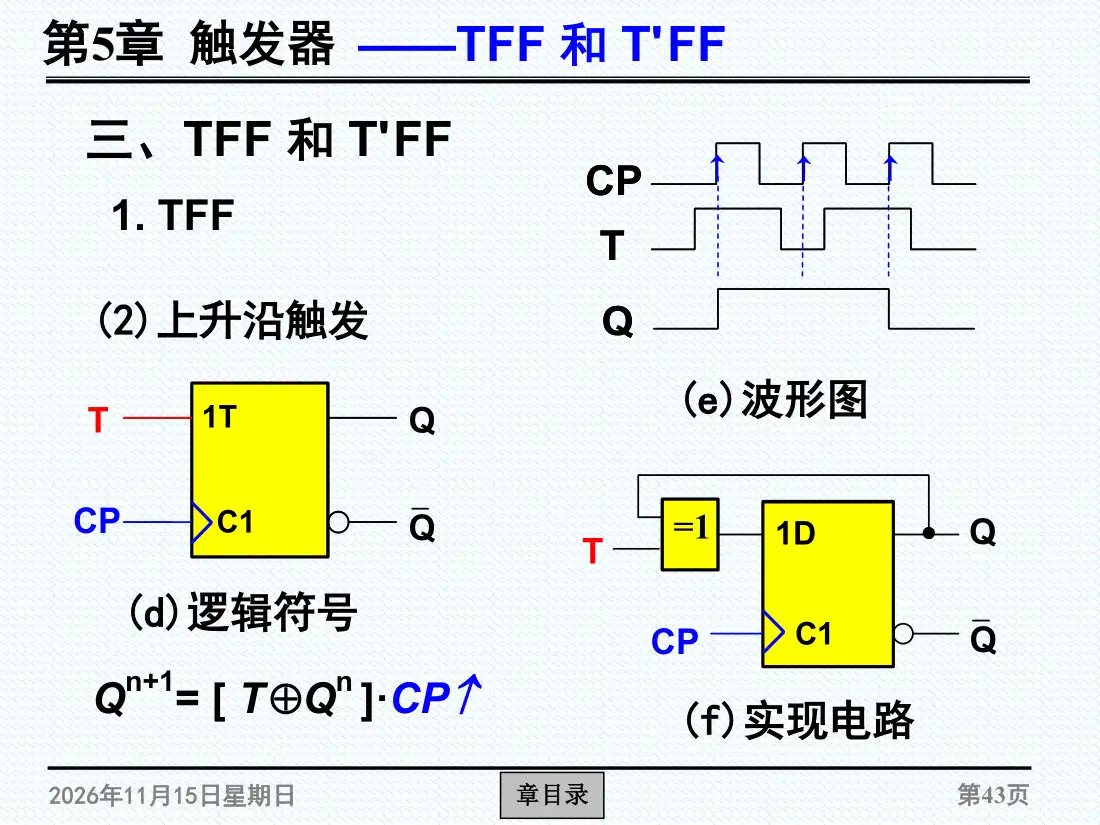 第5章 触发器 ——TFF 和 T'FF
三、TFF 和 T'FF
1. TFF
(2)上升沿触发
T
1T
Q
CP
C1
Q̅
(d)逻辑符号
Qⁿ⁺¹= [ T⊕Qⁿ ]·CP↑
CP
T
Q
(e)波形图
=1
1D
Q
T
CP
C1
Q̅
(f)实现电路
2026年11月15日星期日
章目录
第43页